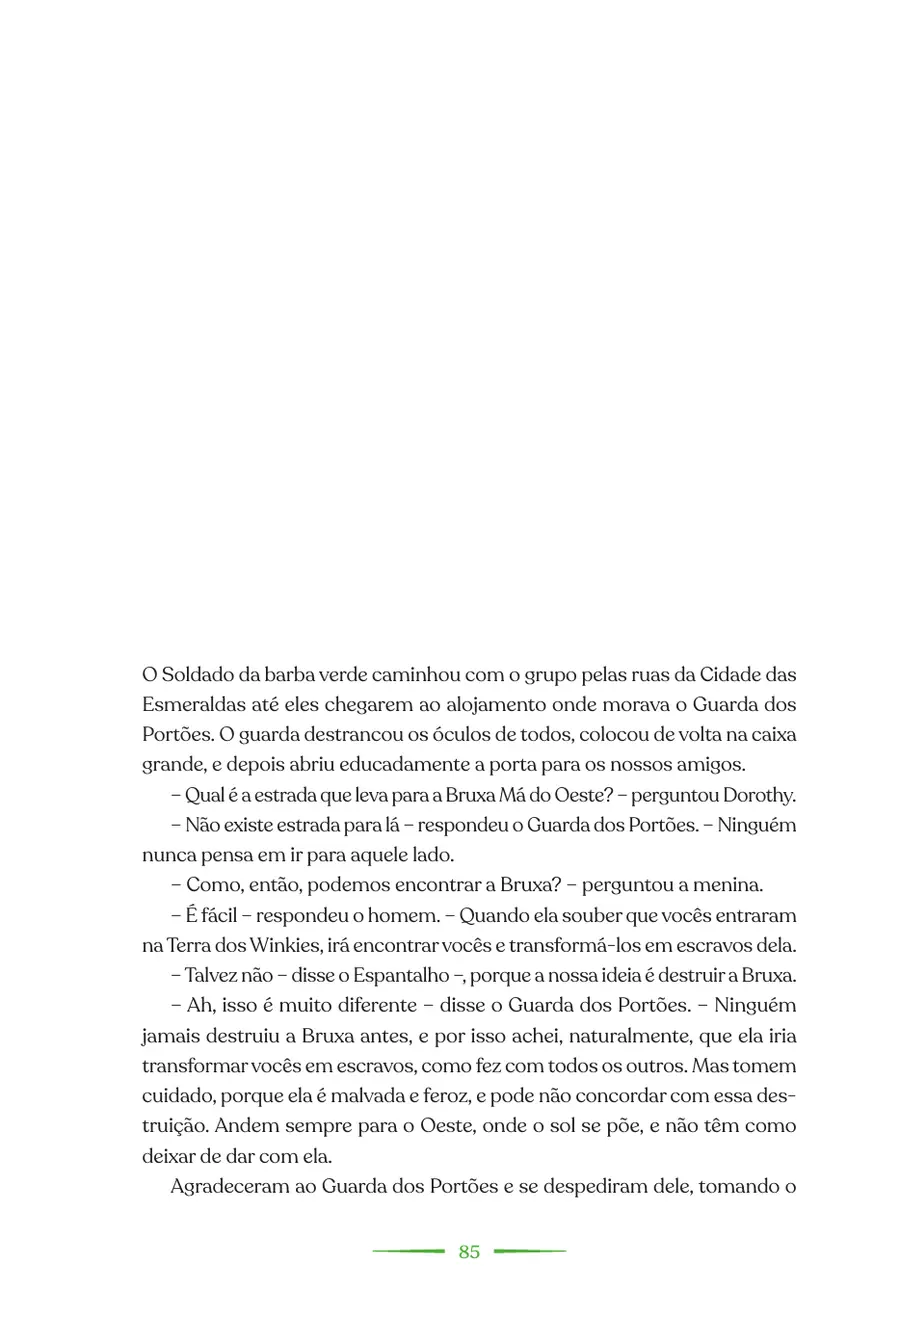 O Soldado da barba verde caminhou com o grupo pelas ruas da Cidade das
Esmeraldas até eles chegarem ao alojamento onde morava o Guarda dos
Portões. O guarda destrancou os óculos de todos, colocou de volta na caixa
grande, e depois abriu educadamente a porta para os nossos amigos.
– Qual é a estrada que leva para a Bruxa Má do Oeste? – perguntou Dorothy.
– Não existe estrada para lá – respondeu o Guarda dos Portões. – Ninguém
nunca pensa em ir para aquele lado.
– Como, então, podemos encontrar a Bruxa? – perguntou a menina.
– É fácil – respondeu o homem. – Quando ela souber que vocês entraram
na Terra dos Winkies, irá encontrar vocês e transformá-los em escravos dela.
– Talvez não – disse o Espantalho –, porque a nossa ideia é destruir a Bruxa.
– Ah, isso é muito diferente – disse o Guarda dos Portões. – Ninguém
jamais destruiu a Bruxa antes, e por isso achei, naturalmente, que ela iria
transformar vocês em escravos, como fez com todos os outros. Mas tomem
cuidado, porque ela é malvada e feroz, e pode não concordar com essa des-
truição. Andem sempre para o Oeste, onde o sol se põe, e não têm como
deixar de dar com ela.
Agradeceram ao Guarda dos Portões e se despediram dele, tomando o
85